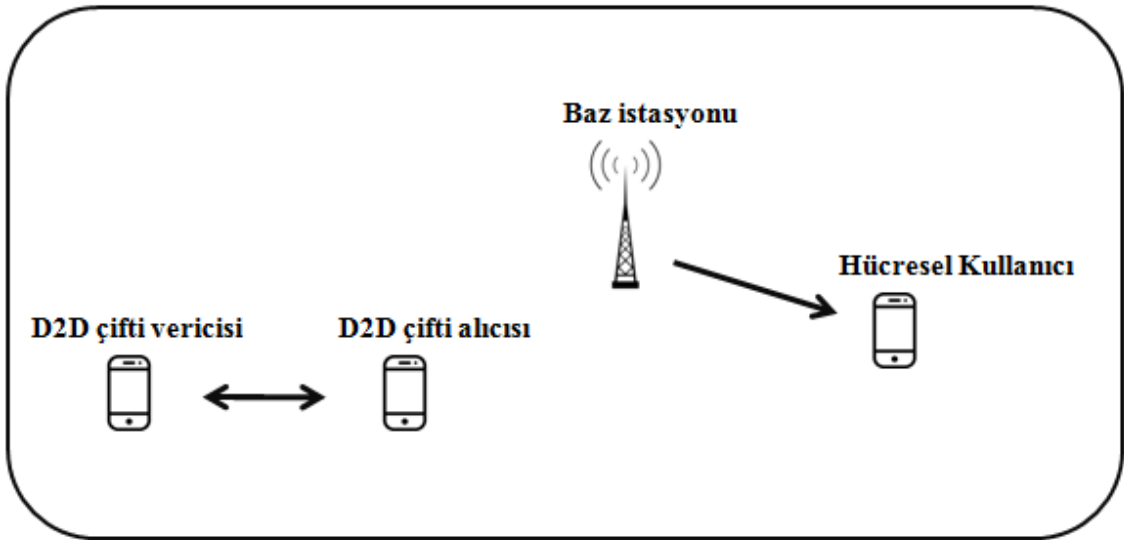 Baz istasyonu
Hücresel Kullanıcı
D2D çifti vericisi
D2D çifti alıcısı